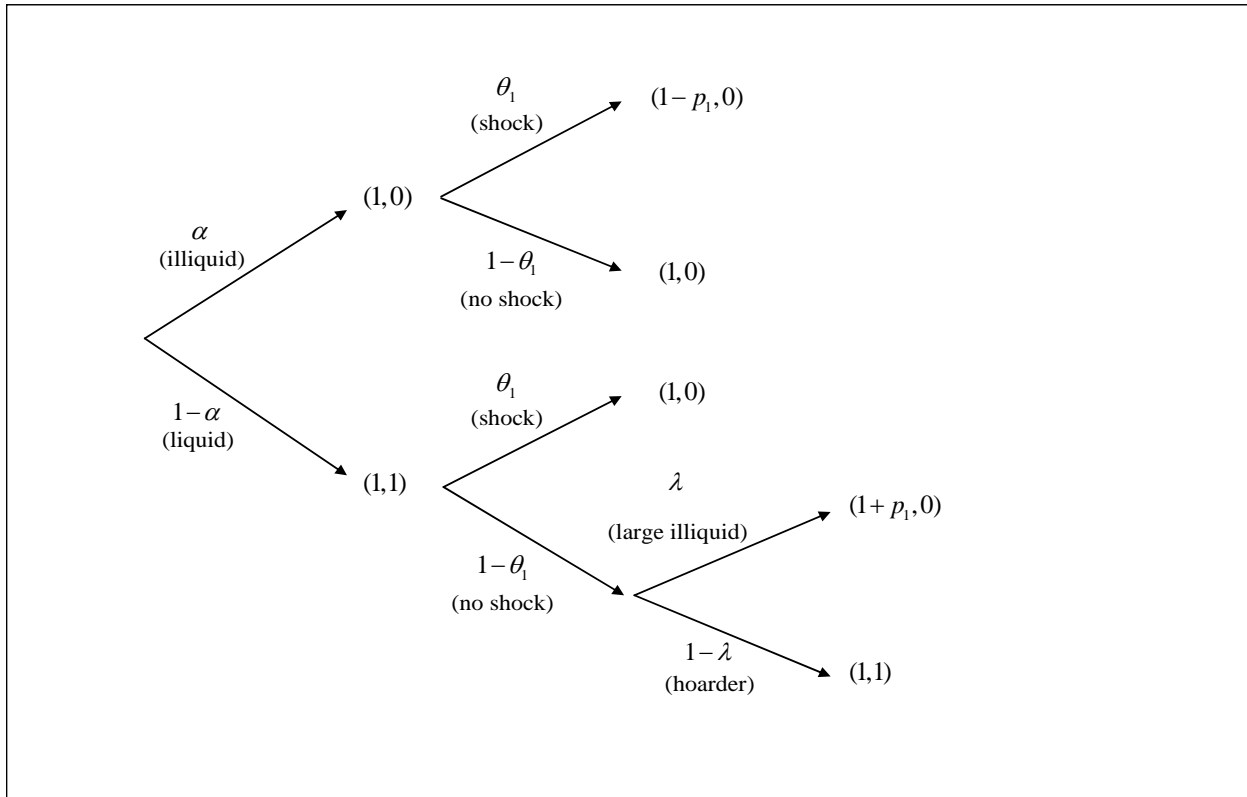 θ₁
(shock)
(1− p₁,0)
(1,0)
α
(illiquid)
1−θ₁
(no shock)
(1,0)
1−α
(liquid)
θ₁
(shock)
(1,0)
(1,1)
λ
(large illiquid)
(1+ p₁,0)
1−θ₁
(no shock)
1−λ
(hoarder)
(1,1)